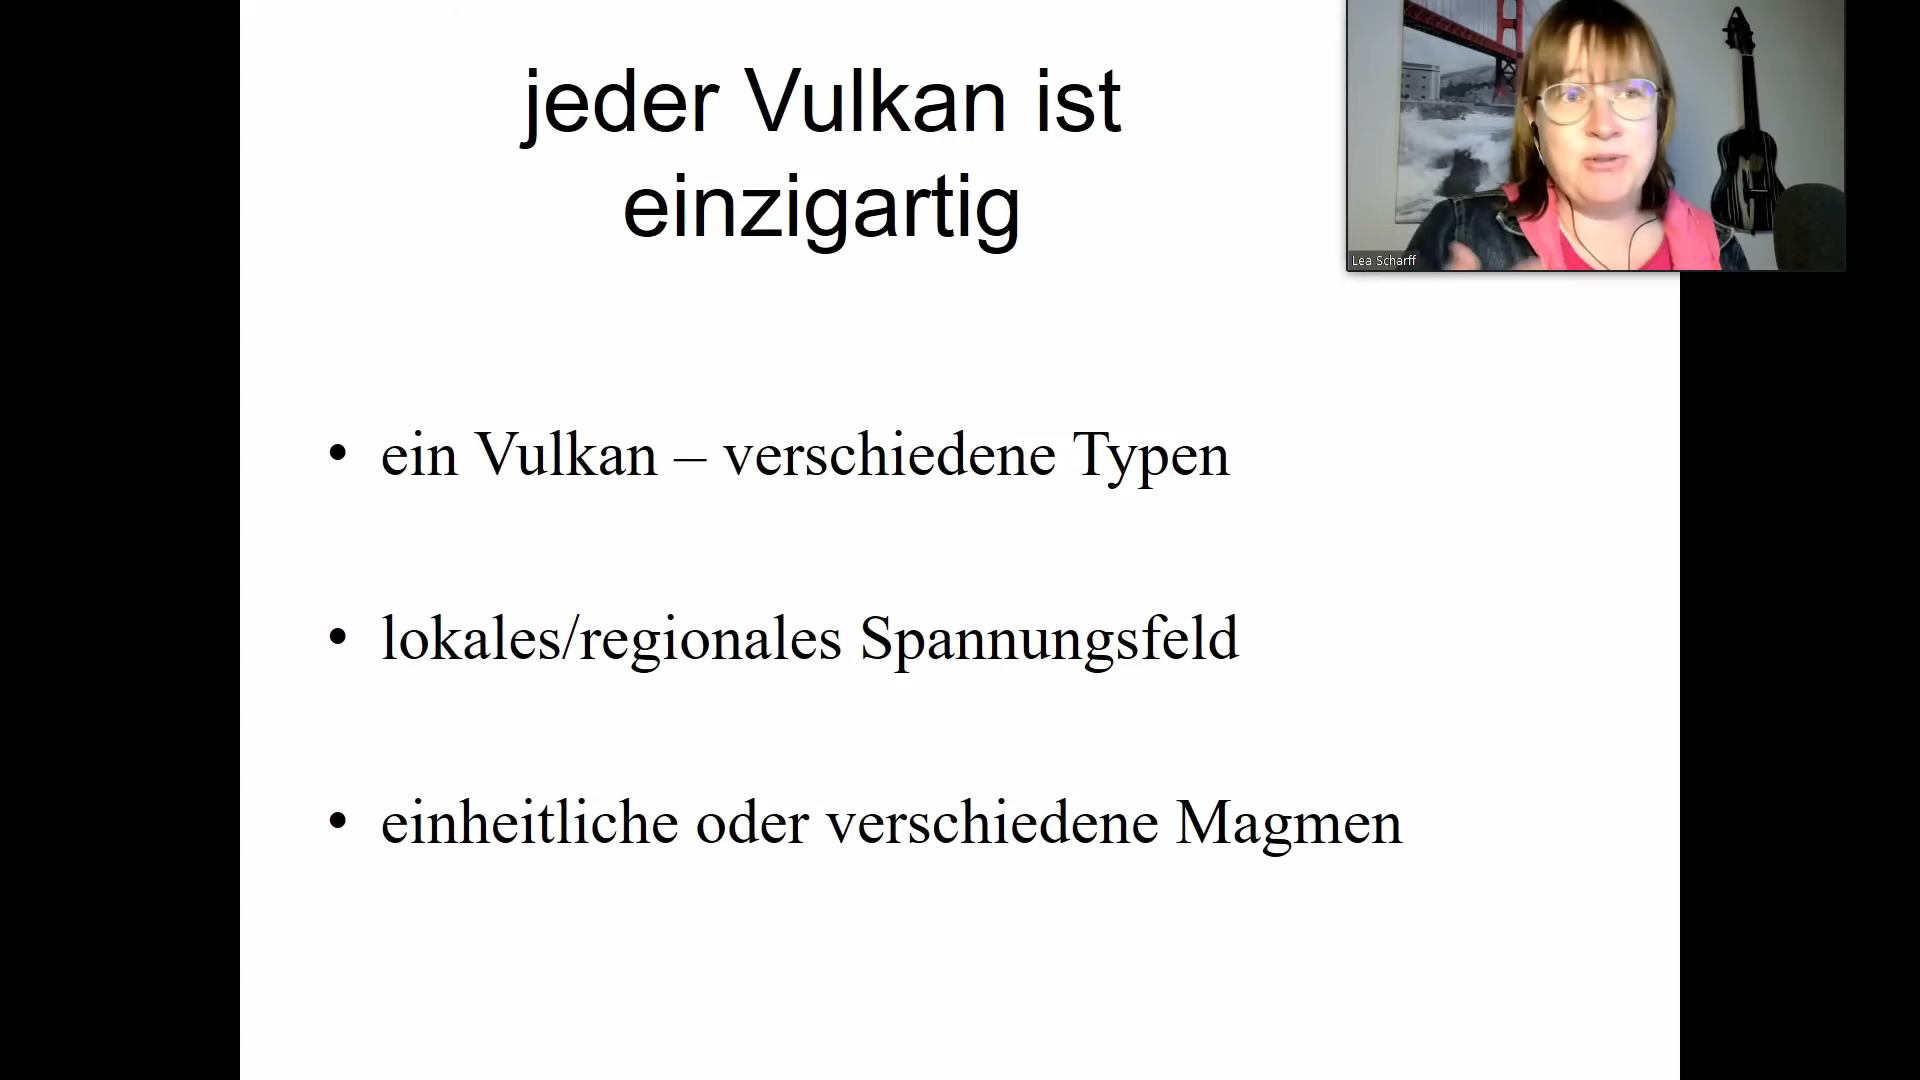 jeder Vulkan ist
einzigartig
Lea Scharff
• ein Vulkan – verschiedene Typen
• lokales/regionales Spannungsfeld
• einheitliche oder verschiedene Magmen